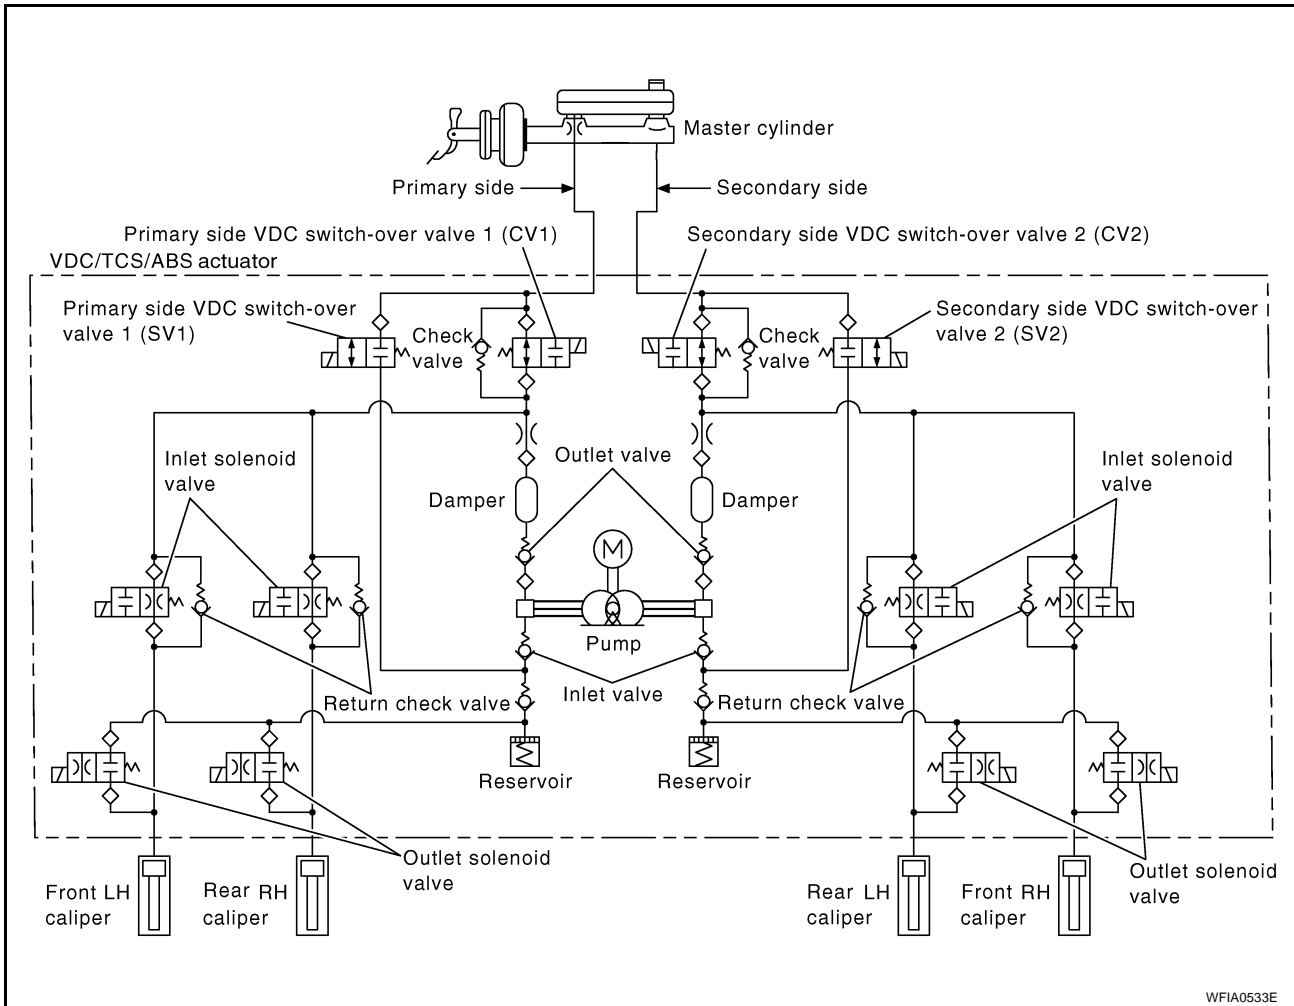 Master cylinder
Primary side
Secondary side
Primary side VDC switch-over valve 1 (CV1)
Secondary side VDC switch-over valve 2 (CV2)
VDC/TCS/ABS actuator
Primary side VDC switch-over
valve 1 (SV1)
Check
valve
Check
valve
Secondary side VDC switch-over
valve 2 (SV2)
Inlet solenoid
valve
Outlet valve
Inlet solenoid
valve
Damper
Damper
M
Pump
Return check valve
Inlet valve
Return check valve
Reservoir
Reservoir
Outlet solenoid
valve
Outlet solenoid
valve
Front LH
caliper
Rear RH
caliper
Rear LH
caliper
Front RH
caliper
WFIA0533E